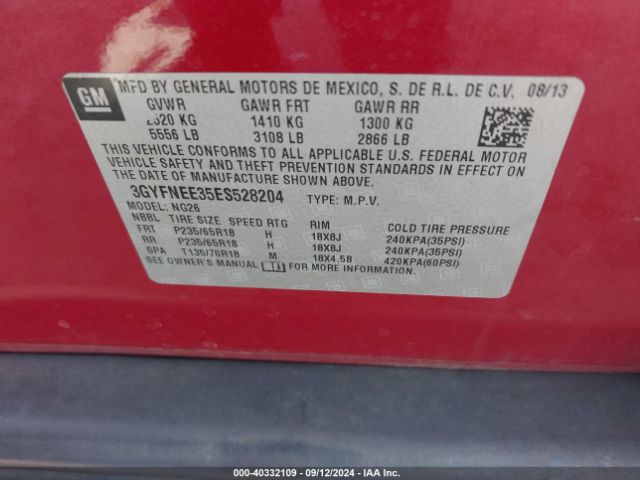 GM MFD BY GENERAL MOTORS DE MEXICO, S. DE R.L. DE C.V. 08/13
GVWR GAWR FRT GAWR RR
2520 KG 1410 KG 1300 KG
5556 LB 3108 LB 2866 LB
THIS VEHICLE CONFORMS TO ALL APPLICABLE U.S. FEDERAL MOTOR
VEHICLE SAFETY AND THEFT PREVENTION STANDARDS IN EFFECT ON
THE DATE OF MANUFACTURE SHOWN ABOVE.
3GYFNEE35ES528204 TYPE: M.P.V.
MODEL: NG26
NBBL TIRE SIZE SPEED RTG RIM COLD TIRE PRESSURE
FRT P235/65R18 H 18X8J 240KPA(35PSI)
RR P235/65R18 H 18X8J 240KPA(35PSI)
SPA T135/70R18 M 18X4.5B 420KPA(60PSI)
SEE OWNER'S MANUAL
STOCK #: 40332109 - 09/12/2024 - IAA Inc.